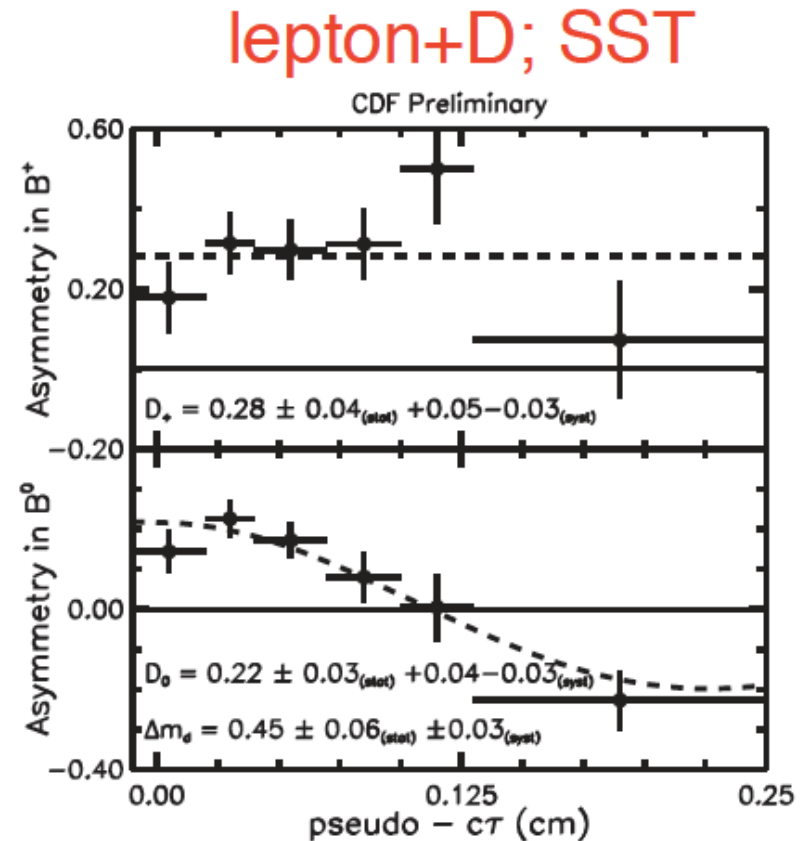 lepton+D; SST
CDF Preliminary
0.60
0.20
-0.20
Asymmetry in B⁺
D₊ = 0.28 ± 0.04(stat) +0.05-0.03(syst)
0.00
-0.40
Asymmetry in B⁰
D₀ = 0.22 ± 0.03(stat) +0.04-0.03(syst)
Δm_d = 0.45 ± 0.06(stat) ±0.03(syst)
0.00 0.125 0.25
pseudo - cτ (cm)